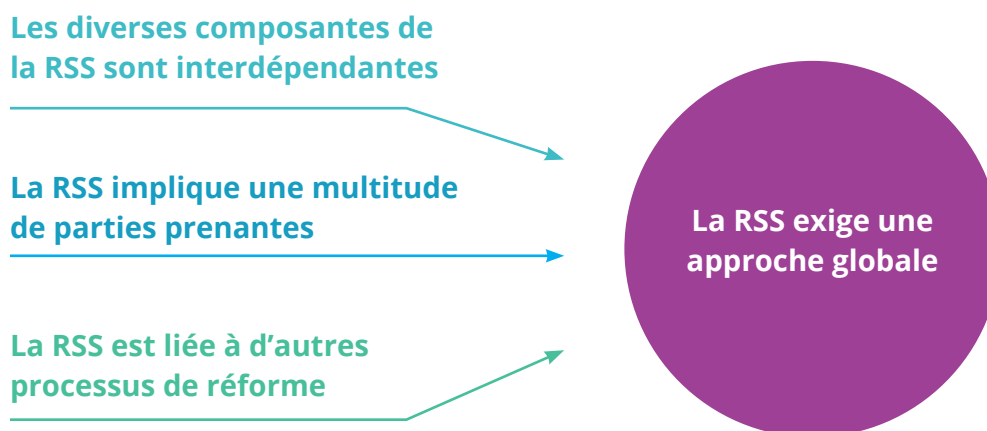 Les diverses composantes de
la RSS sont interdépendantes
La RSS implique une multitude
de parties prenantes
La RSS est liée à d’autres
processus de réforme
La RSS exige une
approche globale